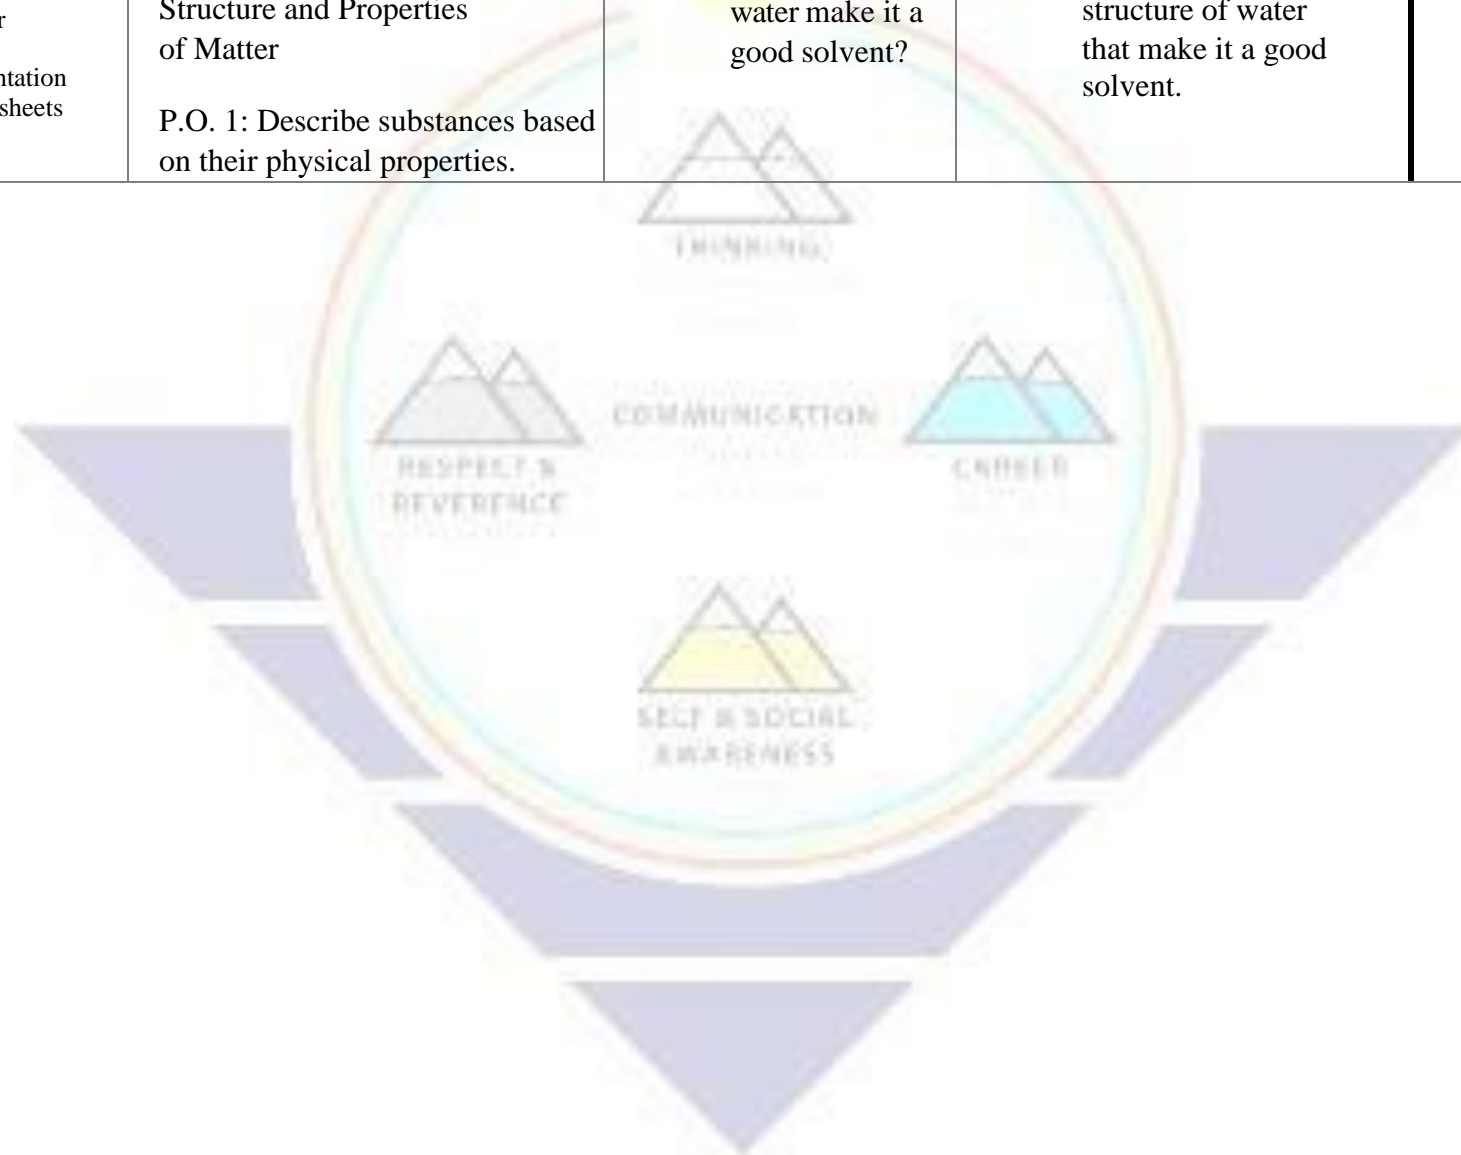 r
ntation
sheets
Structure and Properties
of Matter
P.O. 1: Describe substances based
on their physical properties.
water make it a
good solvent?
structure of water
that make it a good
solvent.
THINKING
RESPECT &
REVERENCE
COMMUNICATION
CAREER
SELF & SOCIAL
AWARENESS